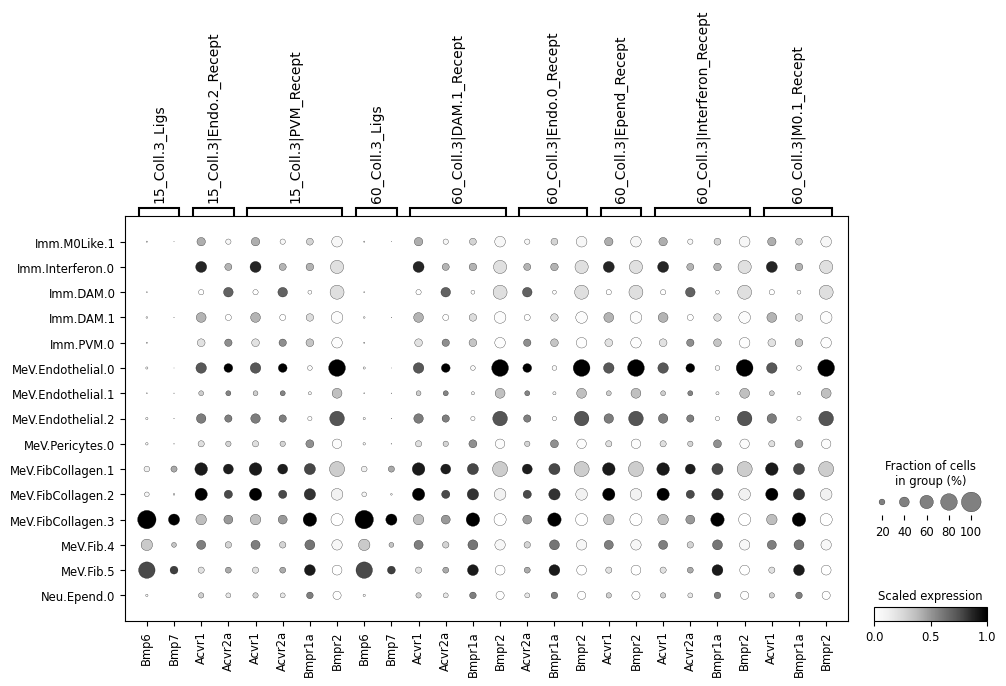 15_Coll.3_Ligs
15_Coll.3|Endo.2_Recept
15_Coll.3|PVM_Recept
60_Coll.3_Ligs
60_Coll.3|DAM.1_Recept
60_Coll.3|Endo.0_Recept
60_Coll.3|Epend_Recept
60_Coll.3|Interferon_Recept
60_Coll.3|M0.1_Recept
Imm.M0Like.1
Imm.Interferon.0
Imm.DAM.0
Imm.DAM.1
Imm.PVM.0
MeV.Endothelial.0
MeV.Endothelial.1
MeV.Endothelial.2
MeV.Pericytes.0
MeV.FibCollagen.1
MeV.FibCollagen.2
MeV.FibCollagen.3
MeV.Fib.4
MeV.Fib.5
Neu.Epend.0
Bmp6
Bmp7
Acvr1
Acvr2a
Acvr1
Acvr2a
Bmpr1a
Bmpr2
Bmp6
Bmp7
Acvr1
Acvr2a
Bmpr1a
Bmpr2
Acvr2a
Bmpr1a
Bmpr2
Acvr1
Bmpr2
Acvr1
Acvr2a
Bmpr1a
Bmpr2
Acvr1
Bmpr1a
Bmpr2
Fraction of cells
in group (%)
20 40 60 80 100
Scaled expression
0.0 0.5 1.0